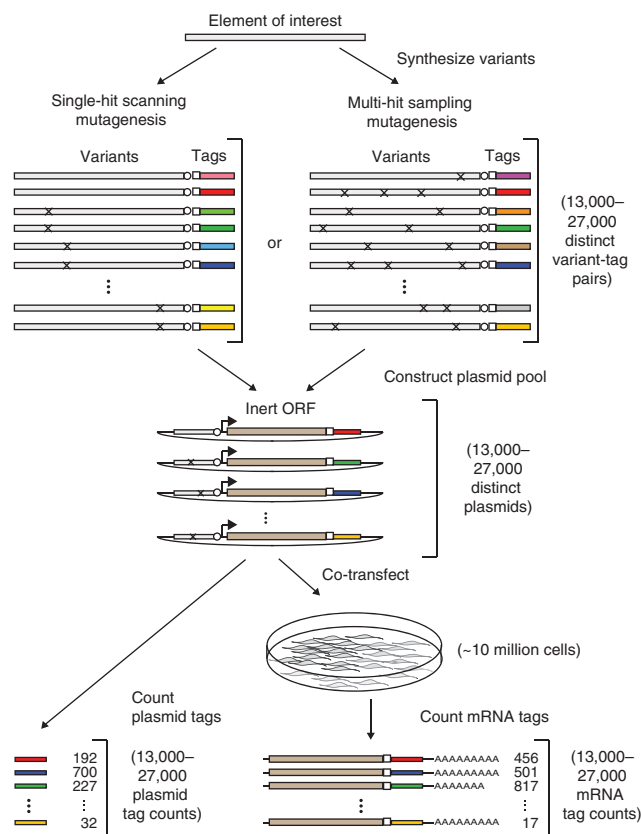 Element of interest
Synthesize variants
Single-hit scanning
mutagenesis
Multi-hit sampling
mutagenesis
Variants Tags
Variants Tags
or
(13,000–
27,000
distinct
variant-tag
pairs)
Construct plasmid pool
Inert ORF
(13,000–
27,000
distinct
plasmids)
Co-transfect
(~10 million cells)
Count
plasmid tags
192
700
227
32
(13,000–
27,000
plasmid
tag counts)
Count mRNA tags
AAAAAAAAA 456
AAAAAAAAA 501
AAAAAAA 817
AAAAAAAAA 17
(13,000–
27,000
mRNA
tag counts)